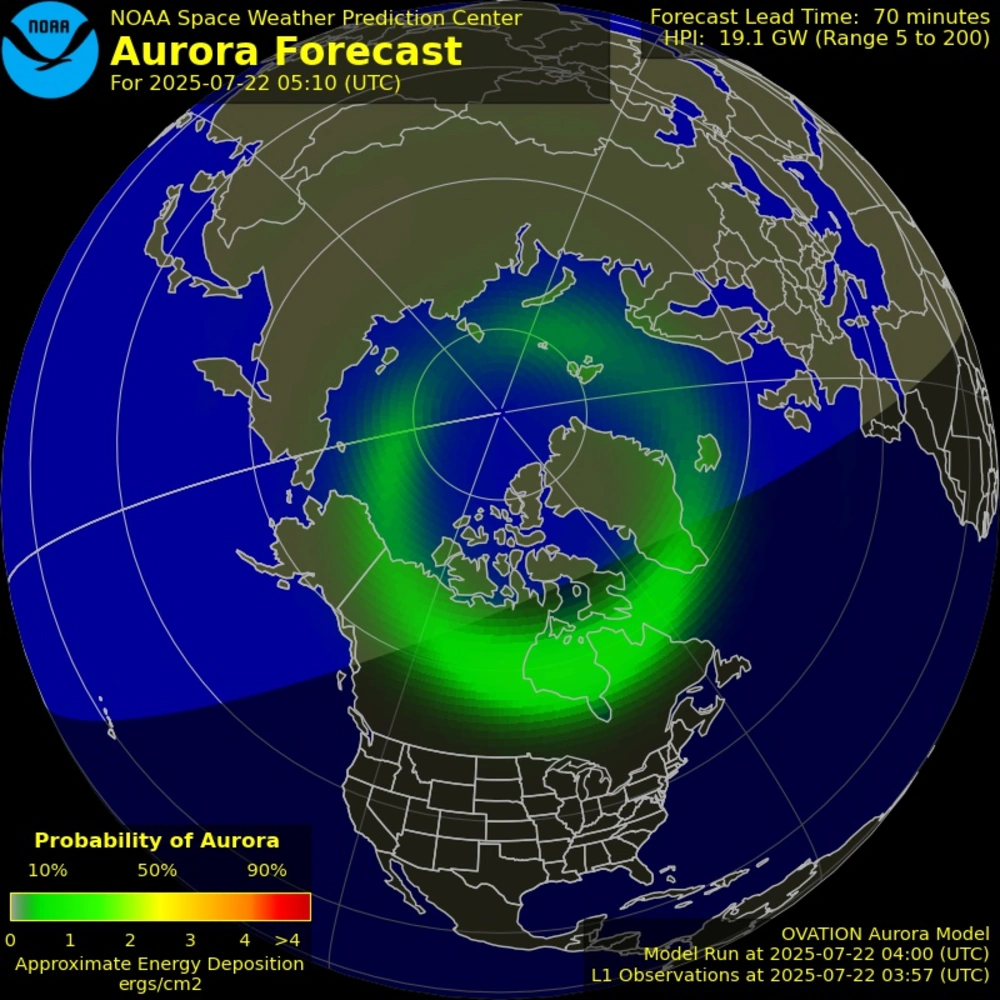 NOAA
NOAA Space Weather Prediction Center
Aurora Forecast
For 2025-07-22 05:10 (UTC)
Forecast Lead Time: 70 minutes
HPI: 19.1 GW (Range 5 to 200)
Probability of Aurora
10% 50% 90%
0 1 2 3 4 >4
Approximate Energy Deposition
ergs/cm2
OVATION Aurora Model
Model Run at 2025-07-22 04:00 (UTC)
L1 Observations at 2025-07-22 03:57 (UTC)